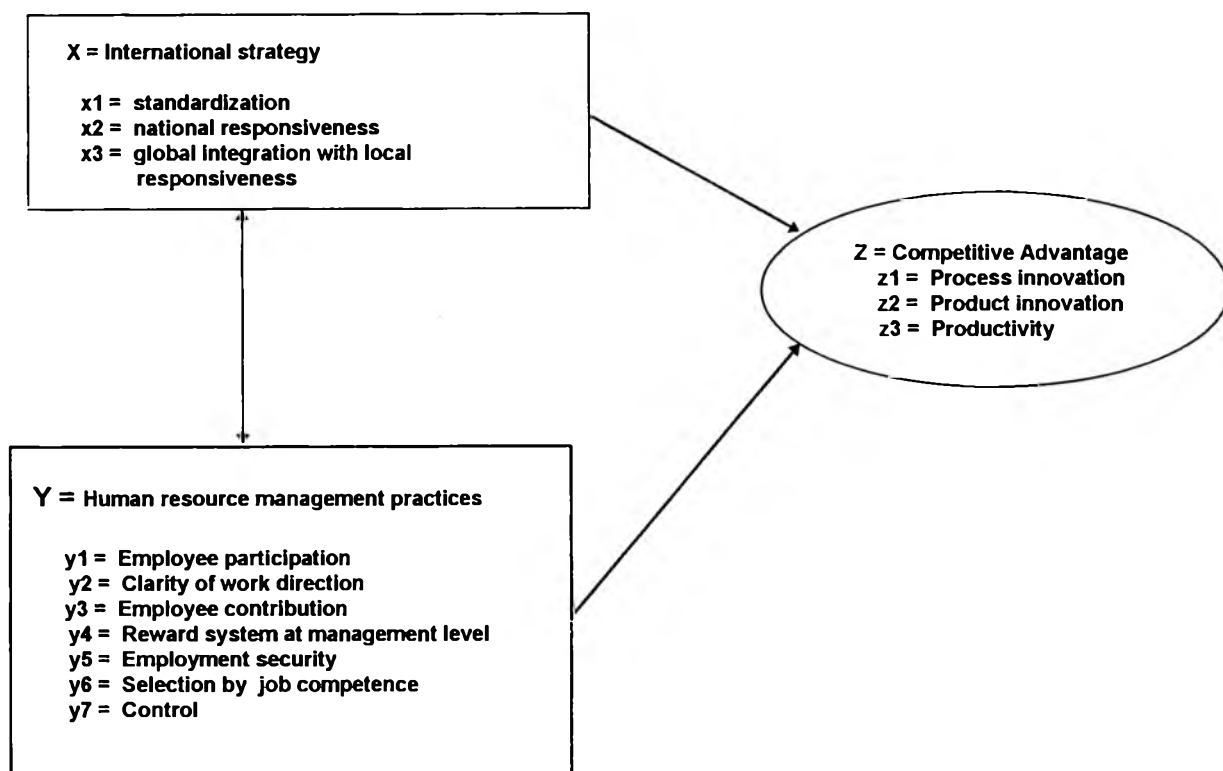 X = International strategy
x1 = standardization
x2 = national responsiveness
x3 = global integration with local
responsiveness
Z = Competitive Advantage
z1 = Process innovation
z2 = Product innovation
z3 = Productivity
Y = Human resource management practices
y1 = Employee participation
y2 = Clarity of work direction
y3 = Employee contribution
y4 = Reward system at management level
y5 = Employment security
y6 = Selection by job competence
y7 = Control